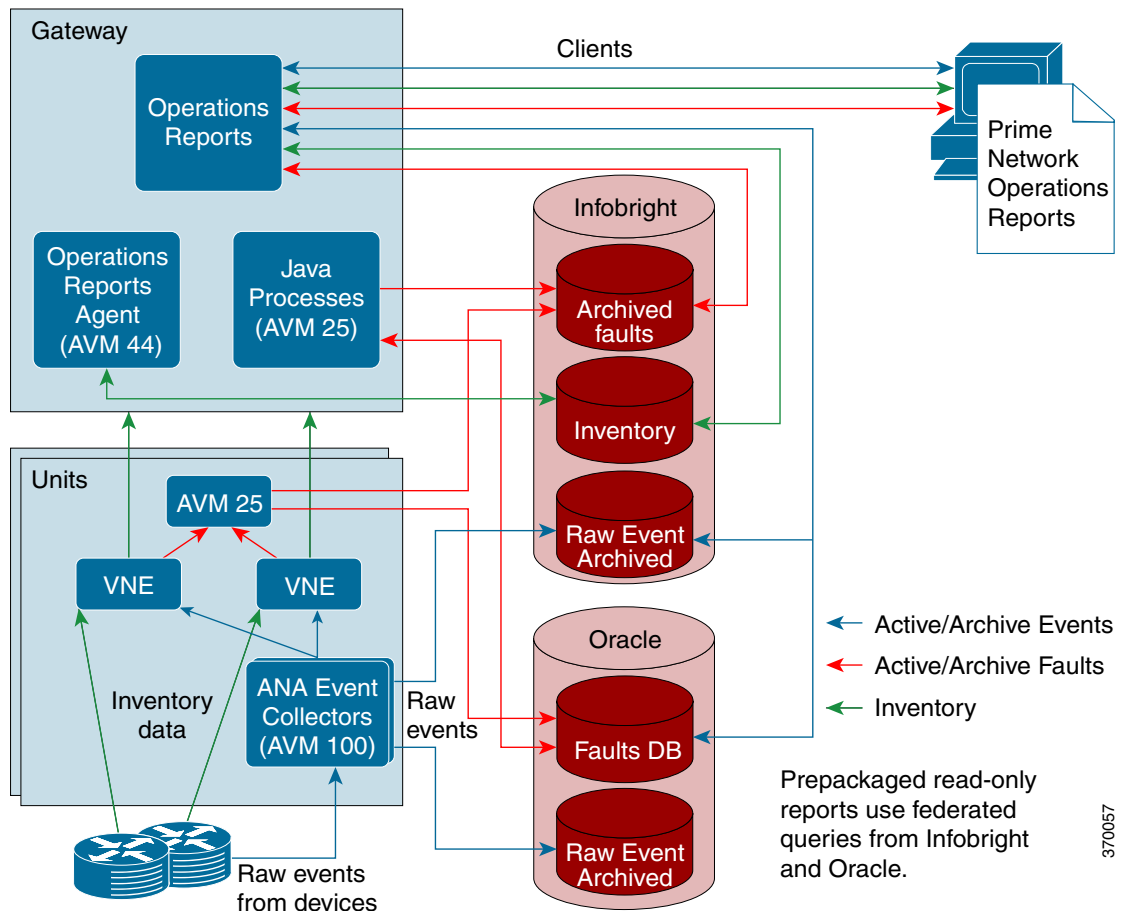 Gateway
Clients
Operations
Reports
Prime
Network
Operations
Reports
Infobright
Operations
Reports
Agent
(AVM 44)
Java
Processes
(AVM 25)
Archived
faults
Inventory
Raw Event
Archived
Units
AVM 25
VNE
VNE
Inventory
data
ANA Event
Collectors
(AVM 100)
Raw
events
Raw events
from devices
Oracle
Faults DB
Raw Event
Archived
Active/Archive Events
Active/Archive Faults
Inventory
Prepackaged read-only
reports use federated
queries from Infobright
and Oracle.
370057